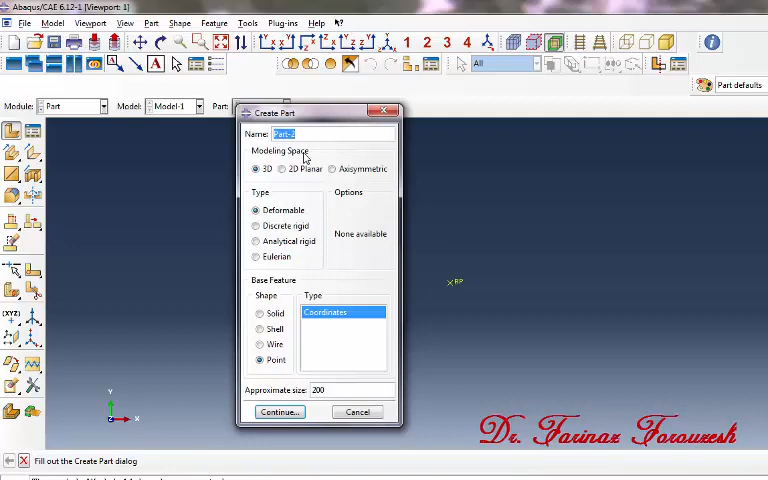 Abaqus/CAE 6.12-1 [Viewport: 1]
File Model Viewport View Part Shape Feature Tools Plug-ins Help
1 2 3 4
A All
Part defaults
Module: Part Model: Model-1 Part:
Create Part
Name: Part-2
Modeling Space
3D 2D Planar Axisymmetric
Type Options
Deformable
Discrete rigid
None available
Analytical rigid
Eulerian
Base Feature
Shape Type
Solid Coordinates
Shell
Wire
Point
Approximate size: 200
Continue... Cancel
RP
Y
Z X
(XYZ)
Dr. Farinaz Forouzesh
Fill out the Create Part dialog